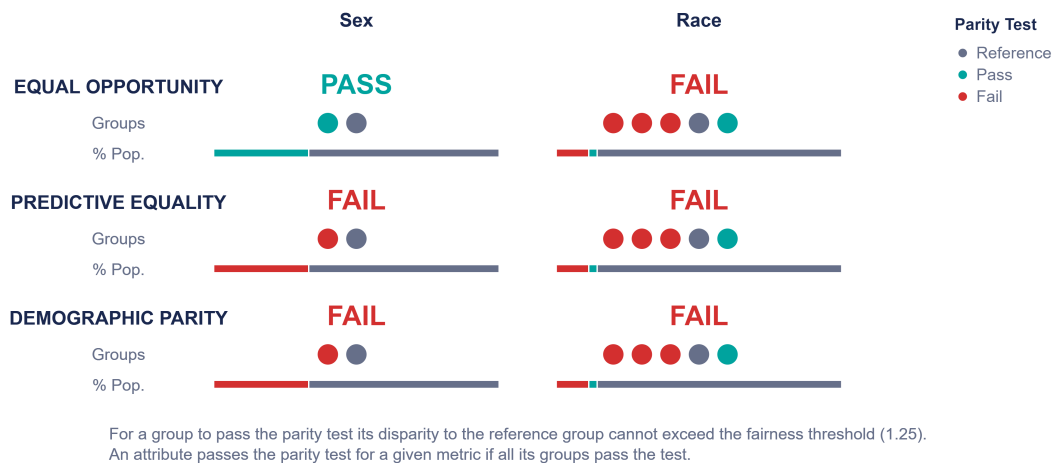 Sex Race
Parity Test
Reference
Pass
Fail
EQUAL OPPORTUNITY PASS FAIL
Groups
% Pop.
PREDICTIVE EQUALITY FAIL FAIL
Groups
% Pop.
DEMOGRAPHIC PARITY FAIL FAIL
Groups
% Pop.
For a group to pass the parity test its disparity to the reference group cannot exceed the fairness threshold (1.25).
An attribute passes the parity test for a given metric if all its groups pass the test.